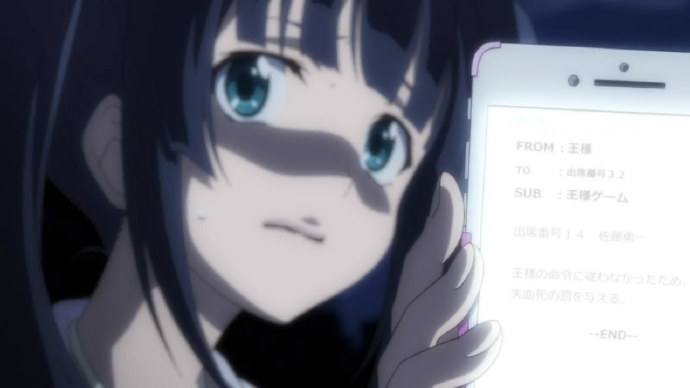 FROM：王様
TO ：出席番号３２
SUB ：王様ゲーム
出席番号１４ 佐藤勇一
王様の命令に従わなかったため、
失血死の罰を与える。
--END--